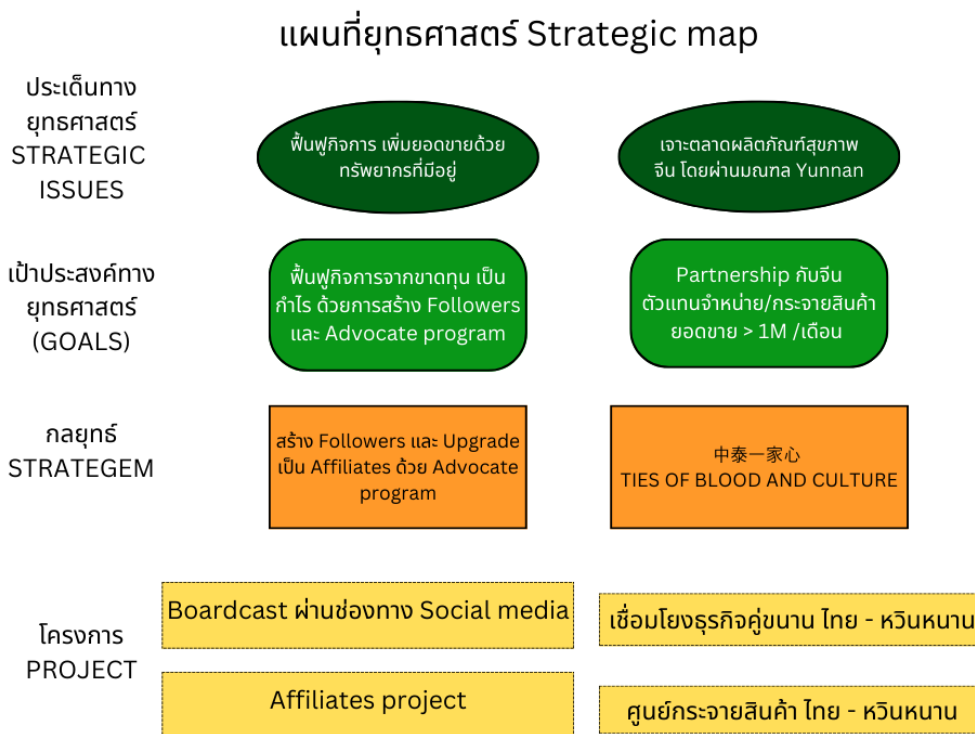 แผนที่ยุทธศาสตร์ Strategic map
ประเด็นทาง
ยุทธศาสตร์
STRATEGIC
ISSUES
ฟื้นฟูกิจการ เพิ่มยอดขายด้วย
ทรัพยากรที่มีอยู่
เจาะตลาดผลิตภัณฑ์สุขภาพ
จีน โดยผ่านมณฑล Yunnan
เป้าประสงค์ทาง
ยุทธศาสตร์
(GOALS)
ฟื้นฟูกิจการจากขาดทุน เป็น
กำไร ด้วยการสร้าง Followers
และ Advocate program
Partnership กับจีน
ตัวแทนจำหน่าย/กระจายสินค้า
ยอดขาย > 1M /เดือน
กลยุทธ์
STRATEGEM
สร้าง Followers และ Upgrade
เป็น Affiliates ด้วย Advocate
program
中泰一家心
TIES OF BLOOD AND CULTURE
โครงการ
PROJECT
Boardcast ผ่านช่องทาง Social media
เชื่อมโยงธุรกิจคู่ขนาน ไทย - หวินหนาน
Affiliates project
ศูนย์กระจายสินค้า ไทย - หวินหนาน